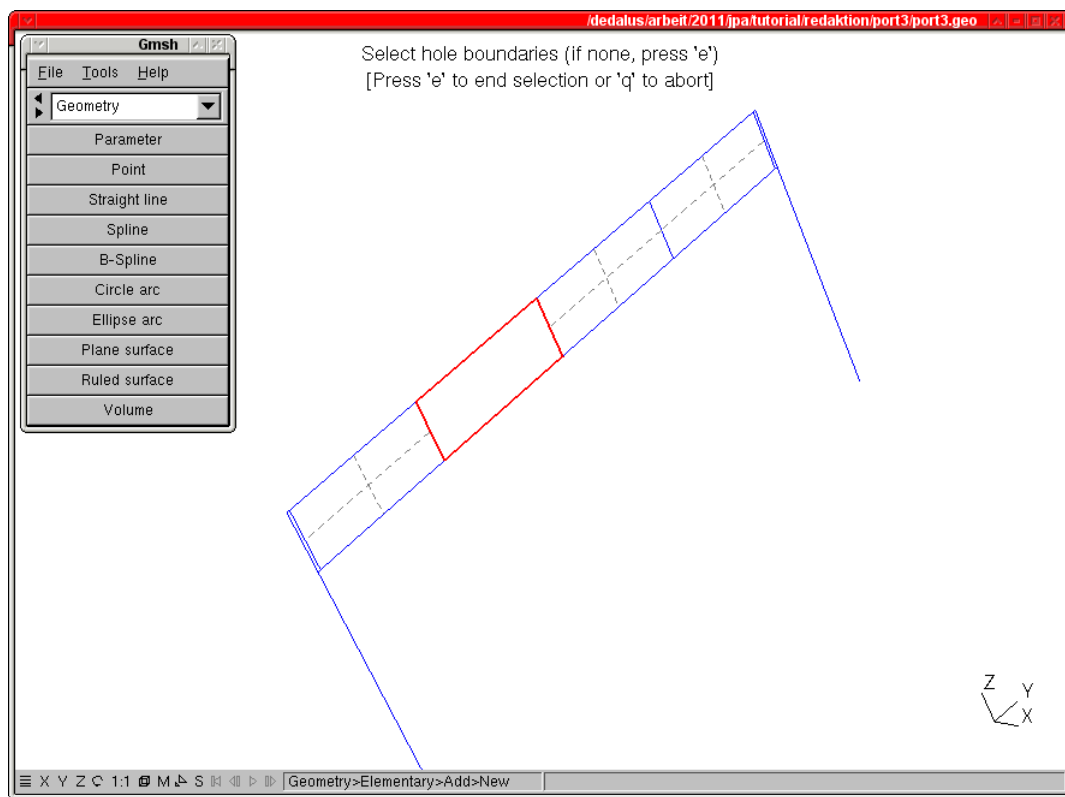 /dedalus/arbeit/2011/jpa/tutorial/redaktion/port3/port3.geo
Gmsh
File Tools Help
Geometry
Parameter
Point
Straight line
Spline
B-Spline
Circle arc
Ellipse arc
Plane surface
Ruled surface
Volume
Select hole boundaries (if none, press 'e')
[Press 'e' to end selection or 'q' to abort]
Z
Y
X
X Y Z 1:1 M S Geometry>Elementary>Add>New